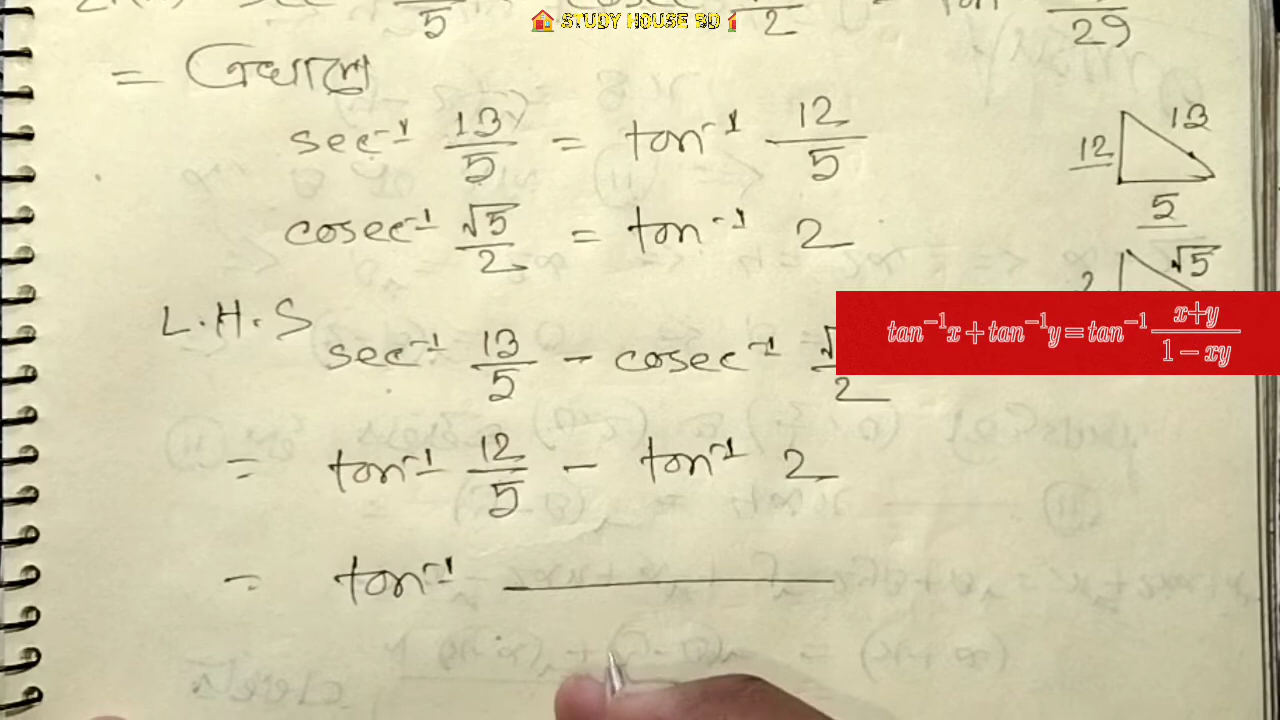 🏠 STUDY HOUSE BD
5 2 29
= এখানে
sec⁻¹ 13/5 = tan⁻¹ 12/5
12 13 5
cosec⁻¹ √5/2 = tan⁻¹ 2
2 √5
L.H.S
sec⁻¹ 13/5 - cosec⁻¹ √ /2
tan⁻¹x + tan⁻¹y = tan⁻¹ (x+y)/(1-xy)
= tan⁻¹ 12/5 - tan⁻¹ 2
= tan⁻¹